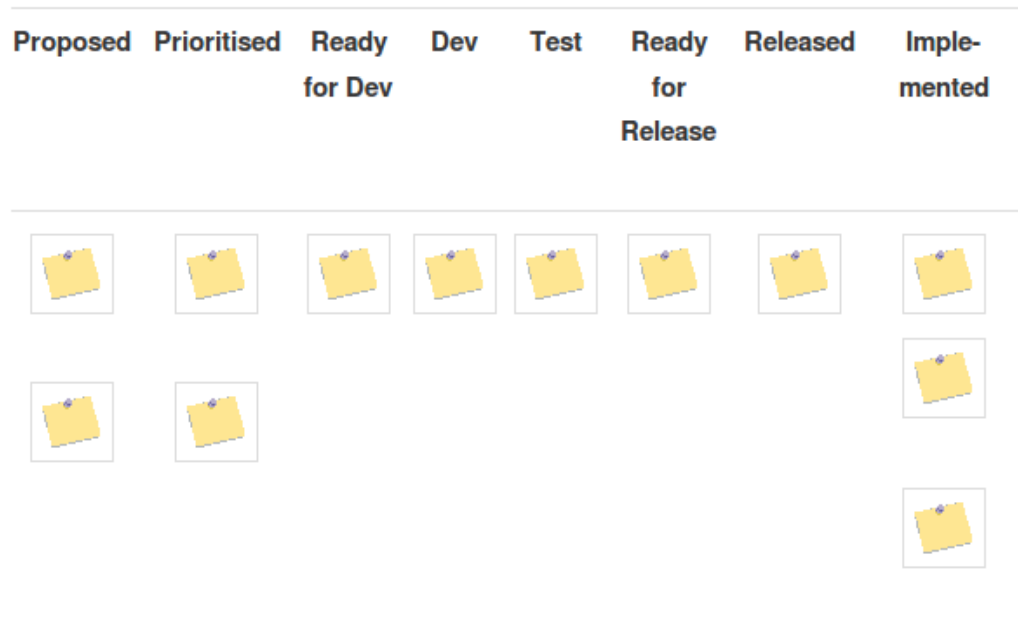 Proposed Prioritised Ready Dev Test Ready Released Imple-
for Dev for mented
Release